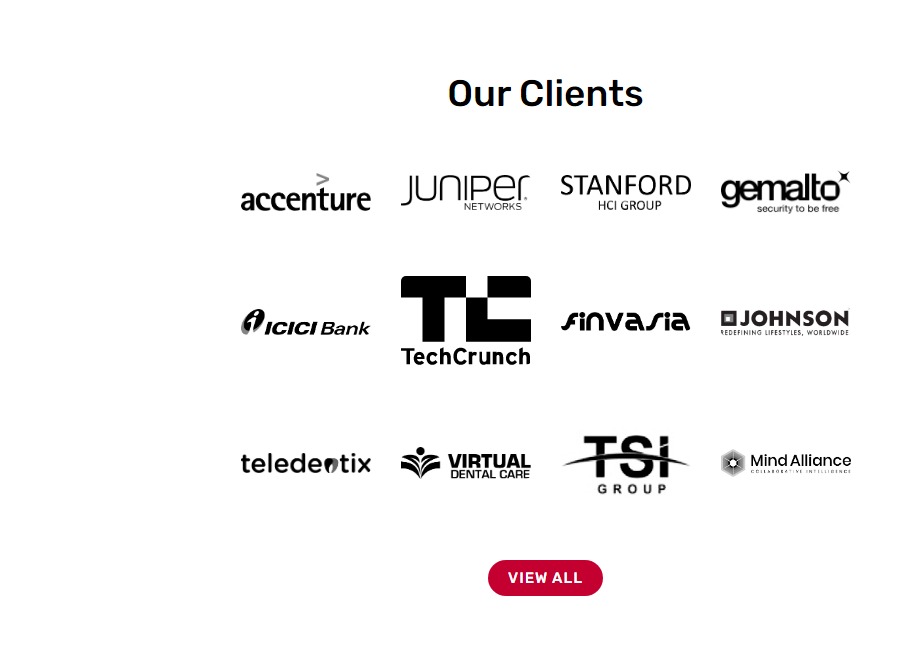 Our Clients
>
accenture
JUNIPER
NETWORKS
STANFORD
HCI GROUP
gemalto
security to be free
ICICI Bank
TC
TechCrunch
finvasia
JOHNSON
REDEFINING LIFESTYLES, WORLDWIDE
teledentix
VIRTUAL
DENTAL CARE
TSI
GROUP
Mind Alliance
COLLABORATIVE INTELLIGENCE
VIEW ALL